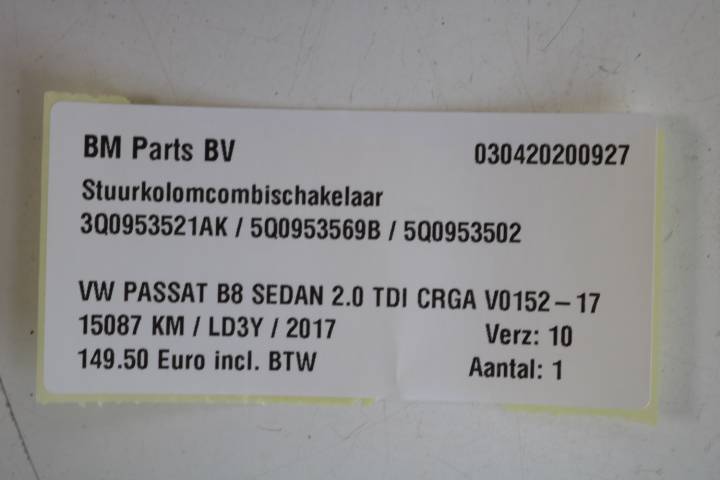 BM Parts BV 030420200927
Stuurkolomcombischakelaar
3Q0953521AK / 5Q0953569B / 5Q0953502
VW PASSAT B8 SEDAN 2.0 TDI CRGA V0152-17
15087 KM / LD3Y / 2017 Verz: 10
149.50 Euro incl. BTW Aantal: 1